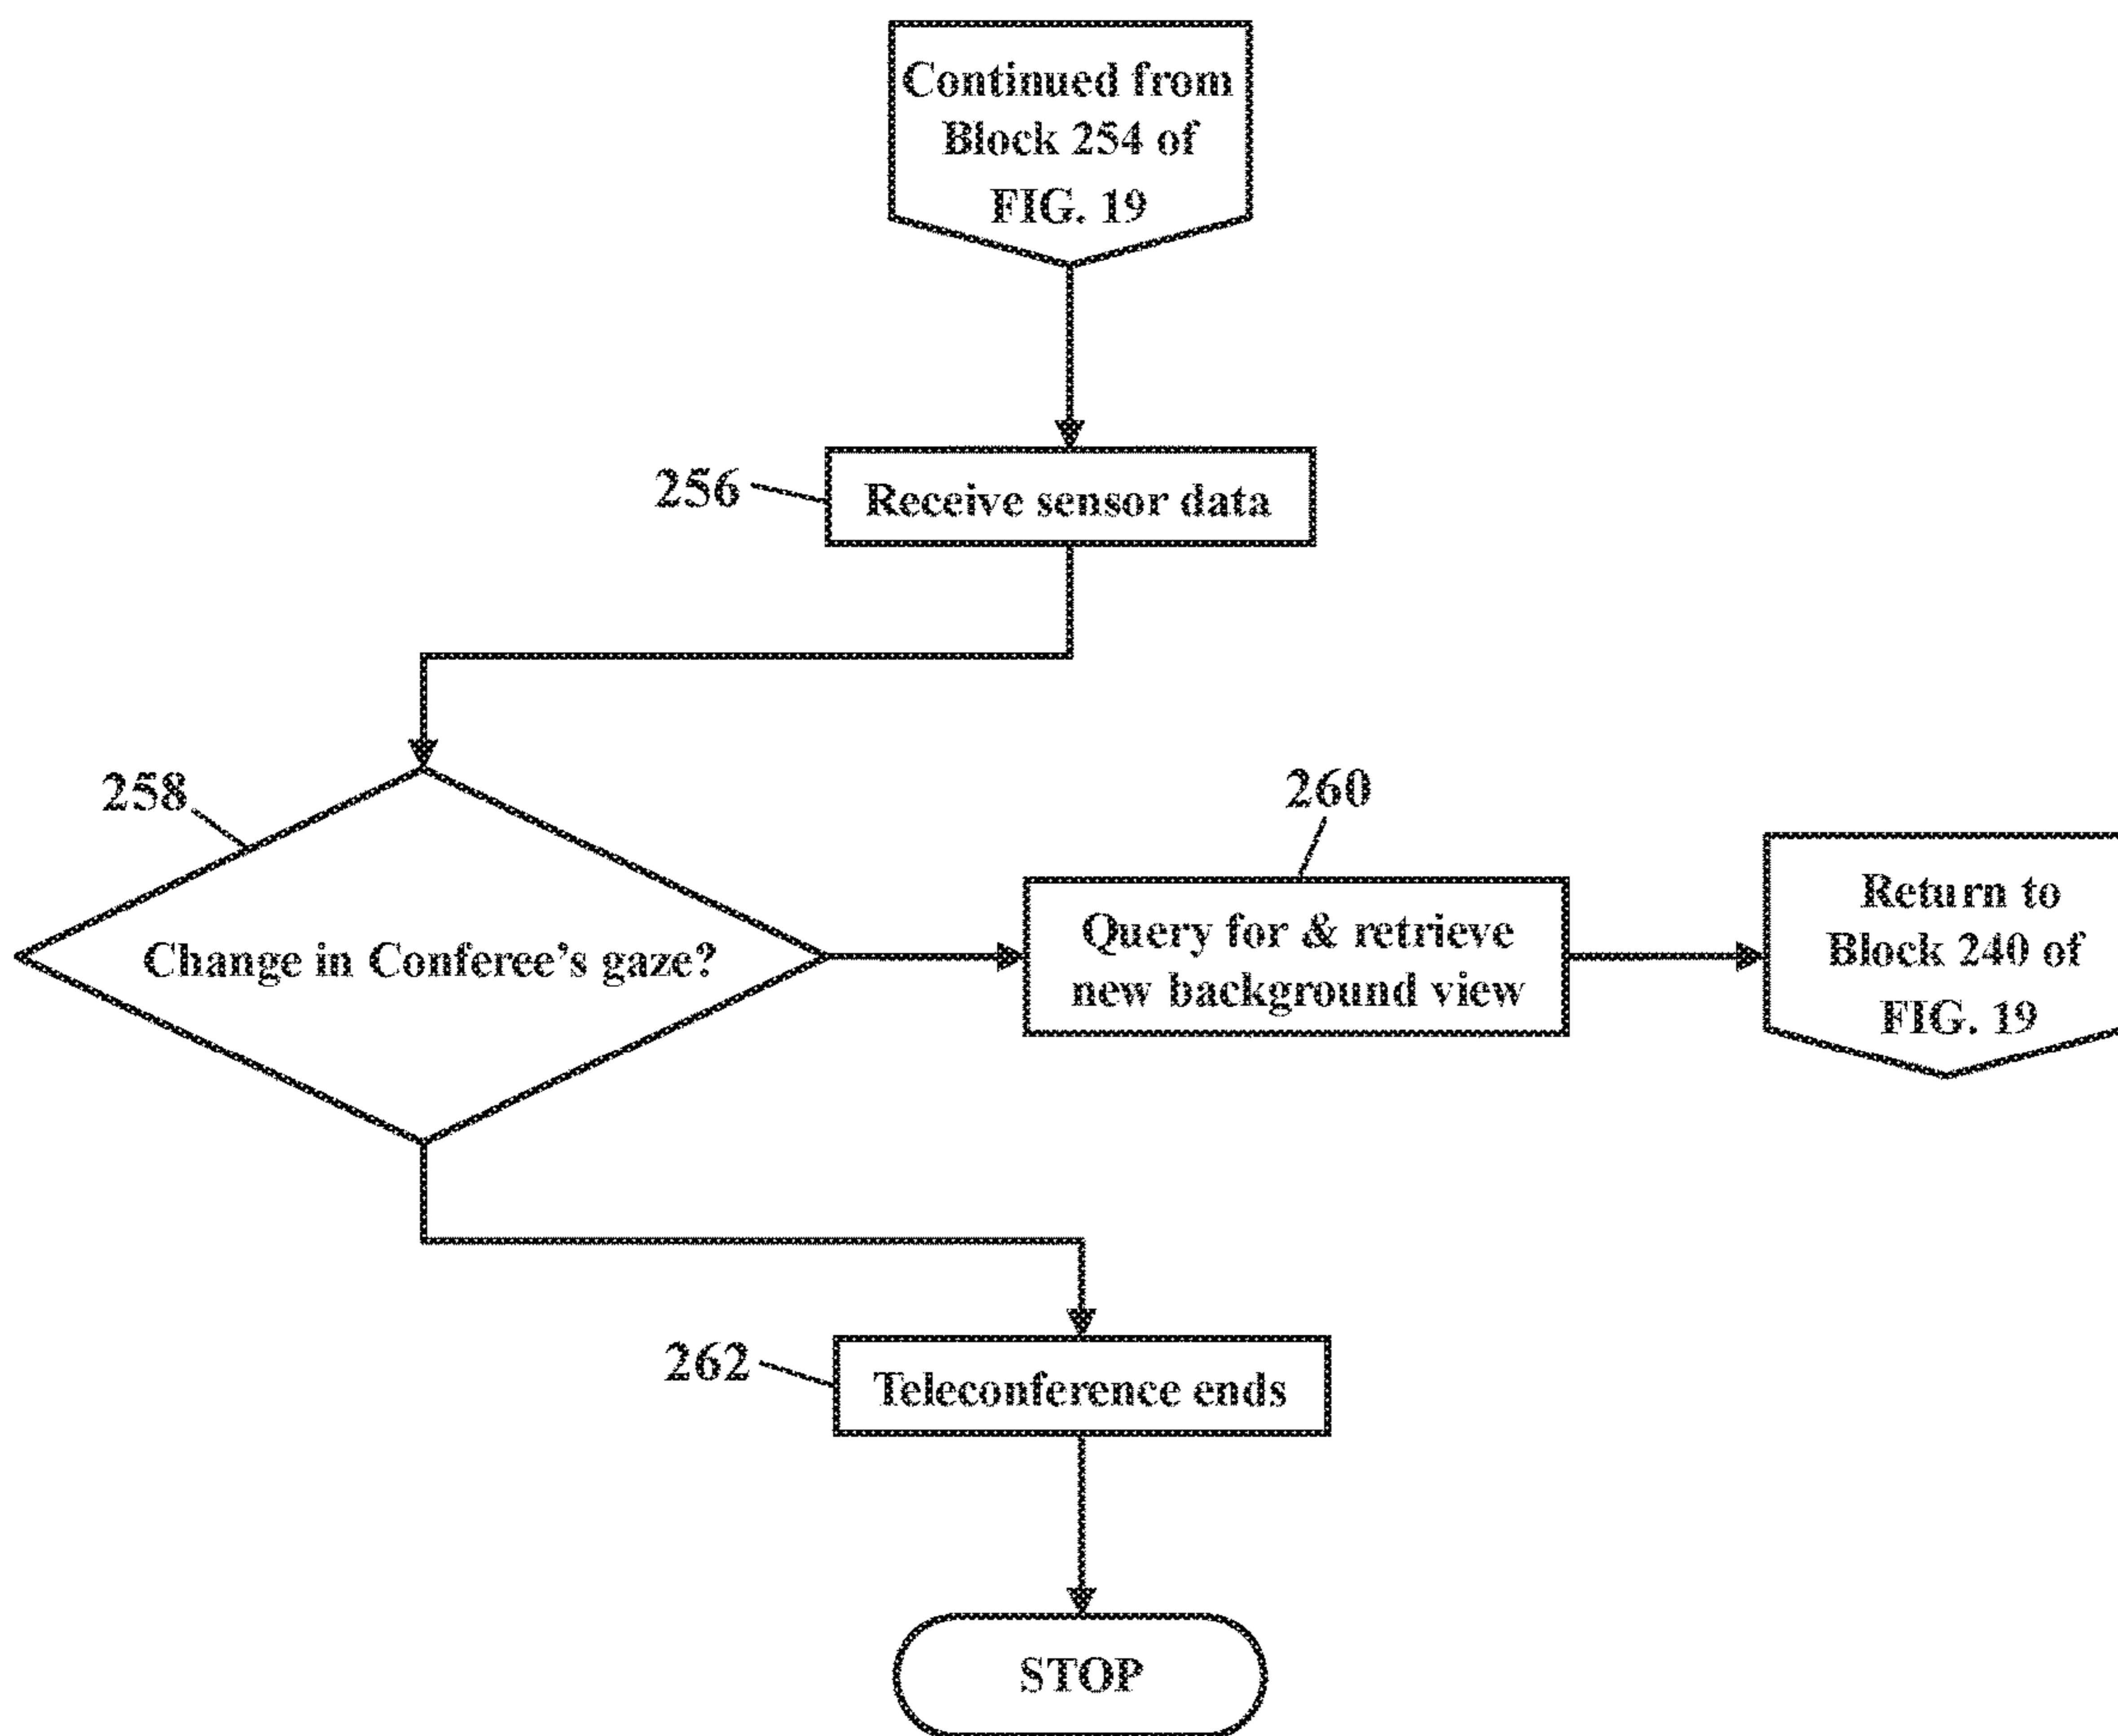 Continued from
Block 254 of
FIG. 19
256
Receive sensor data
258
Change in Conferee's gaze?
260
Query for & retrieve
new background view
Return to
Block 240 of
FIG. 19
262
Teleconference ends
STOP